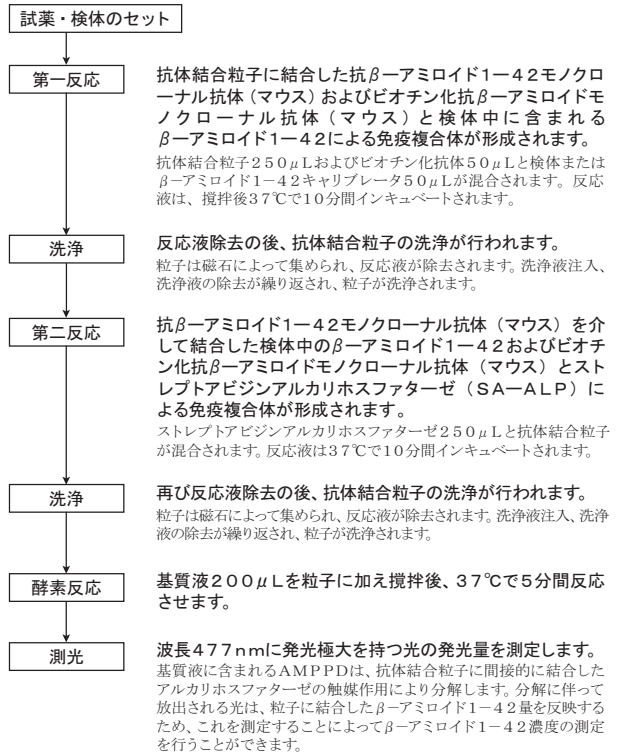 試薬・検体のセット
第一反応
抗体結合粒子に結合した抗β−アミロイド1−42モノクロ
ーナル抗体（マウス）およびビオチン化抗β−アミロイドモ
ノクローナル抗体（マウス）と検体中に含まれる
β−アミロイド1−42による免疫複合体が形成されます。
抗体結合粒子250μLおよびビオチン化抗体50μLと検体または
β−アミロイド1−42キャリブレータ50μLが混合されます。反応
液は、撹拌後37℃で10分間インキュベートされます。
洗浄
反応液除去の後、抗体結合粒子の洗浄が行われます。
粒子は磁石によって集められ、反応液が除去されます。洗浄液注入、
洗浄液の除去が繰り返され、粒子が洗浄されます。
第二反応
抗β−アミロイド1−42モノクローナル抗体（マウス）を介
して結合した検体中のβ−アミロイド1−42およびビオチ
ン化抗β−アミロイドモノクローナル抗体（マウス）とスト
レプトアビジンアルカリホスファターゼ（SA−ALP）に
よる免疫複合体が形成されます。
ストレプトアビジンアルカリホスファターゼ250μLと抗体結合粒子
が混合されます。反応液は37℃で10分間インキュベートされます。
洗浄
再び反応液除去の後、抗体結合粒子の洗浄が行われます。
粒子は磁石によって集められ、反応液が除去されます。洗浄液注入、洗浄
液の除去が繰り返され、粒子が洗浄されます。
酵素反応
基質液200μLを粒子に加え撹拌後、37℃で5分間反応
させます。
測光
波長477nmに発光極大を持つ光の発光量を測定します。
基質液に含まれるAMPPDは、抗体結合粒子に間接的に結合した
アルカリホスファターゼの触媒作用により分解します。分解に伴って
放出される光は、粒子に結合したβ−アミロイド1−42量を反映する
ため、これを測定することによってβ−アミロイド1−42濃度の測定
を行うことができます。